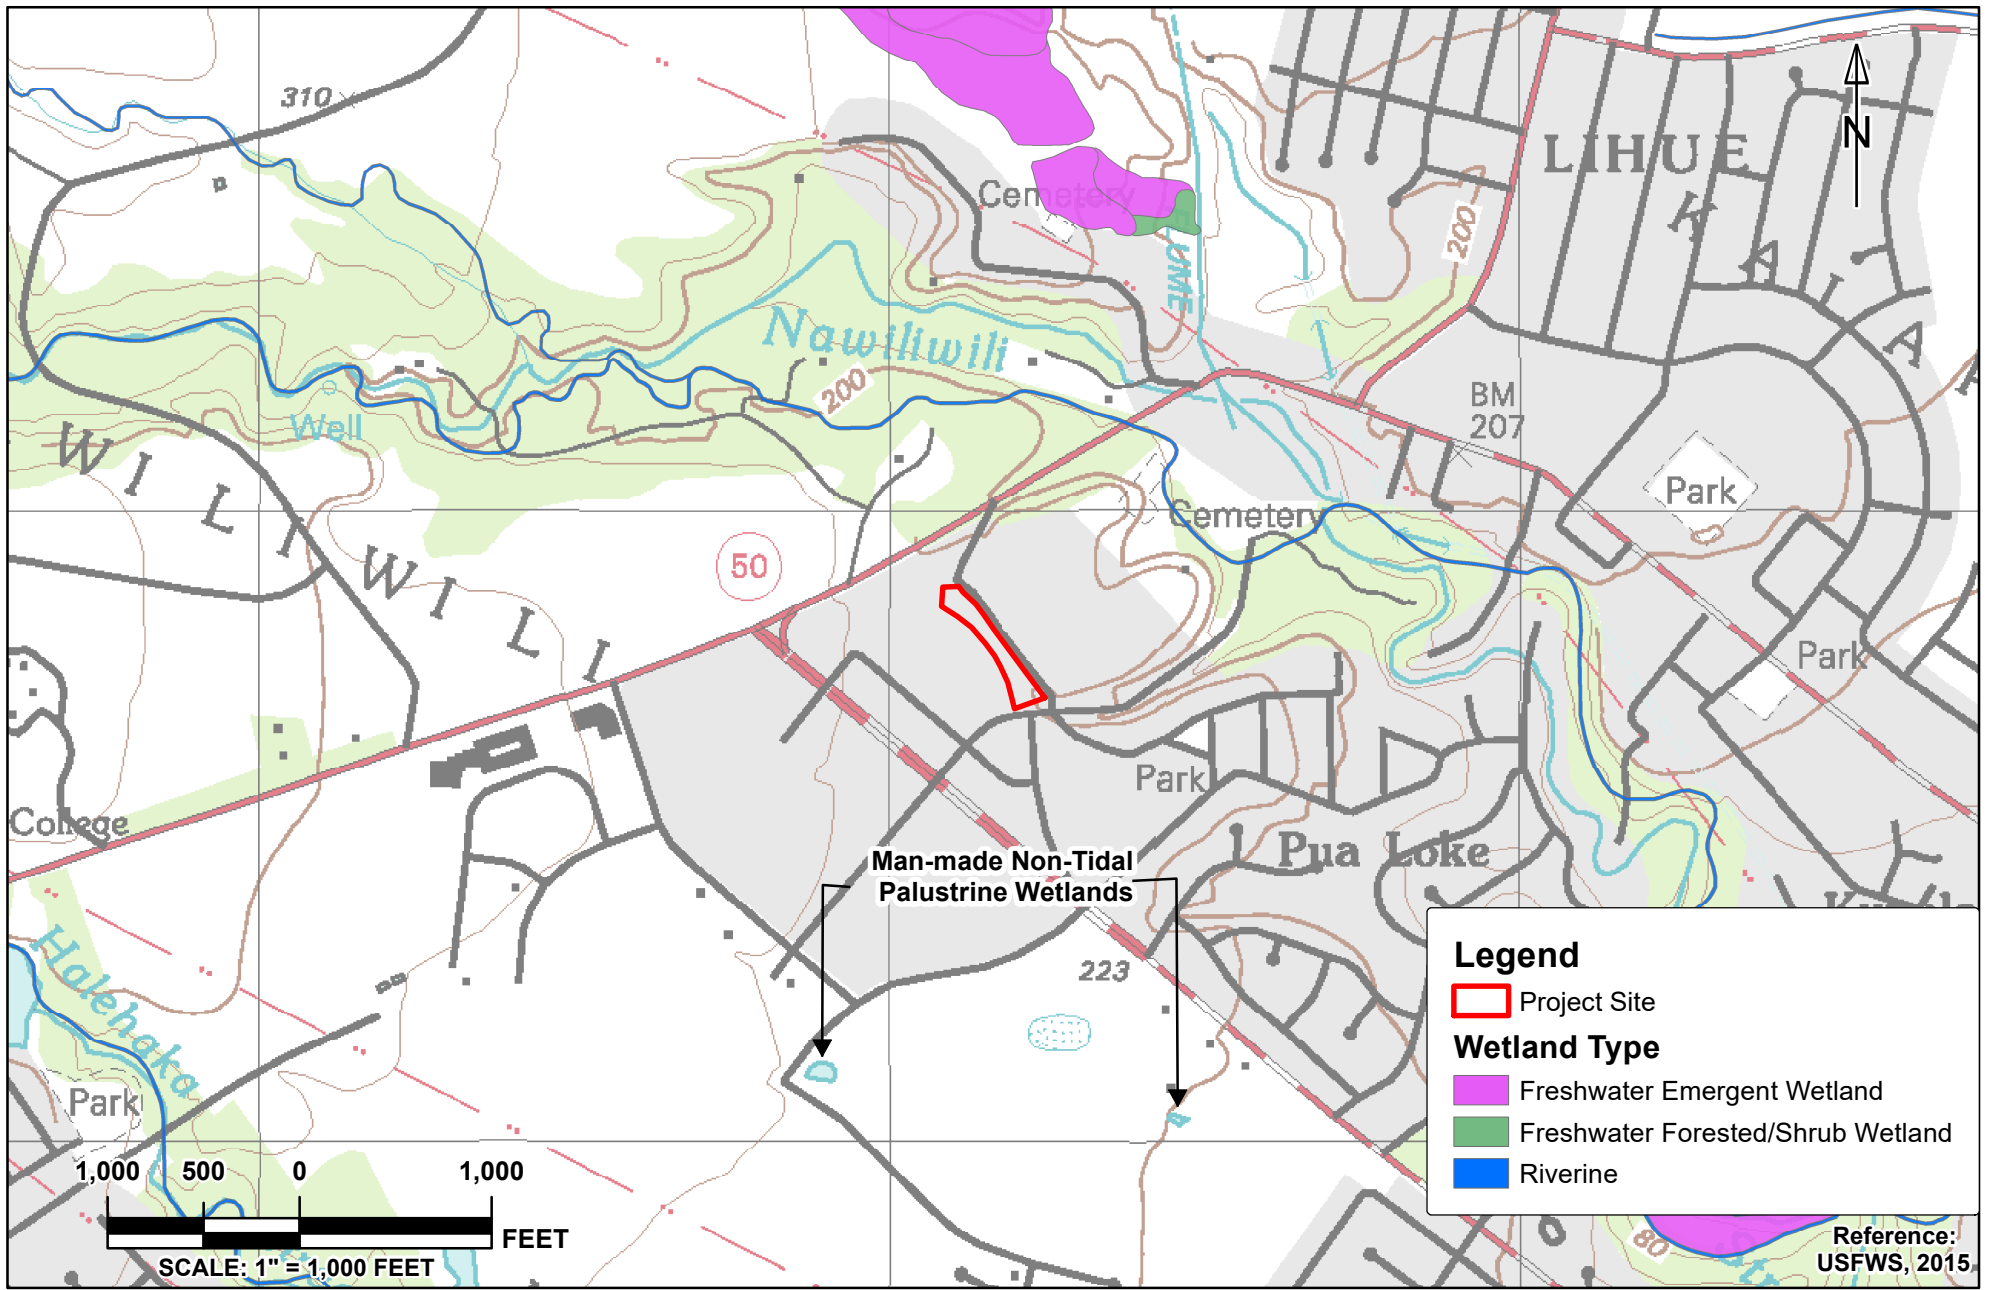 310
LIHUE
N
Cemetery
200
K A L A
FLUME
Nawiliwili
200
BM
207
Well
Park
W I L I W I L I
Cemetery
50
Park
Park
College
Pua Loke
Man-made Non-Tidal
Palustrine Wetlands
223
Halehaka
Park
Legend
Project Site
Wetland Type
Freshwater Emergent Wetland
Freshwater Forested/Shrub Wetland
Riverine
1,000 500 0 1,000
FEET
SCALE: 1" = 1,000 FEET
80
Reference:
USFWS, 2015